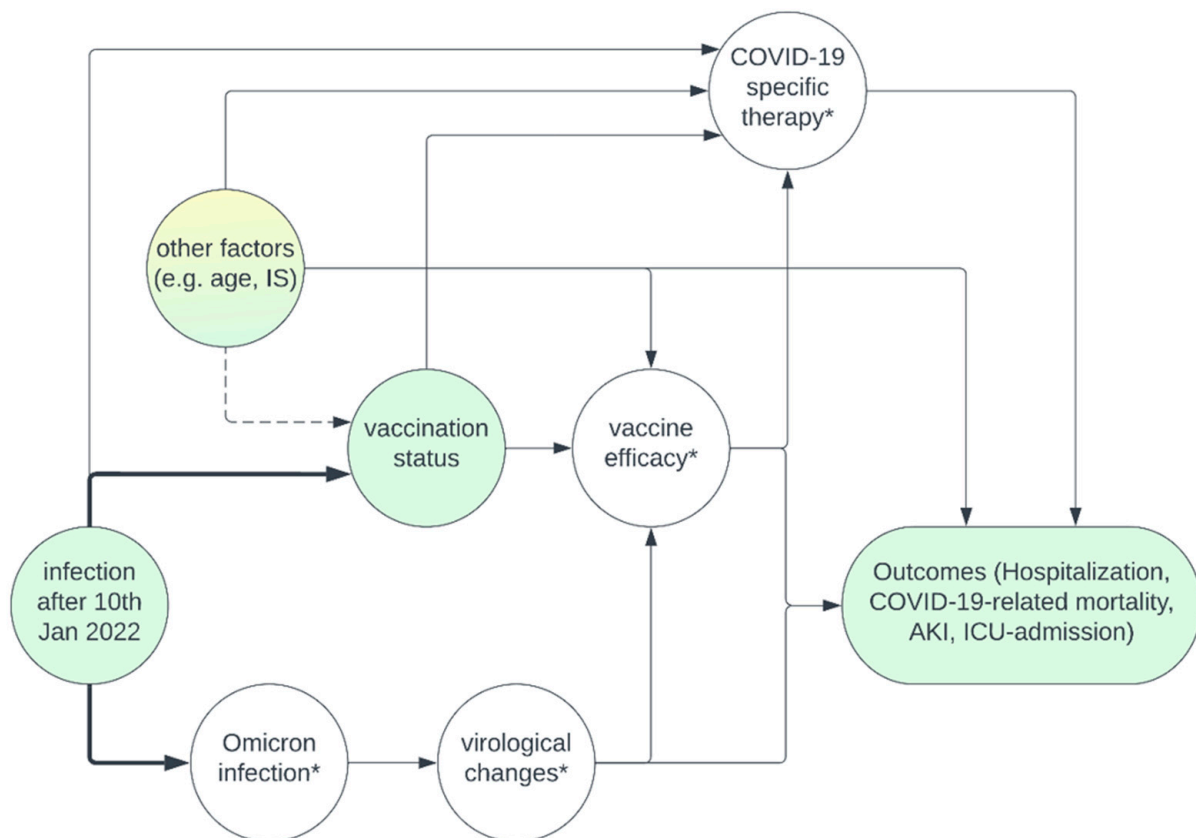 COVID-19
specific
therapy*
other factors
(e.g. age, IS)
vaccination
status
vaccine
efficacy*
infection
after 10th
Jan 2022
Outcomes (Hospitalization,
COVID-19-related mortality,
AKI, ICU-admission)
Omicron
infection*
virological
changes*